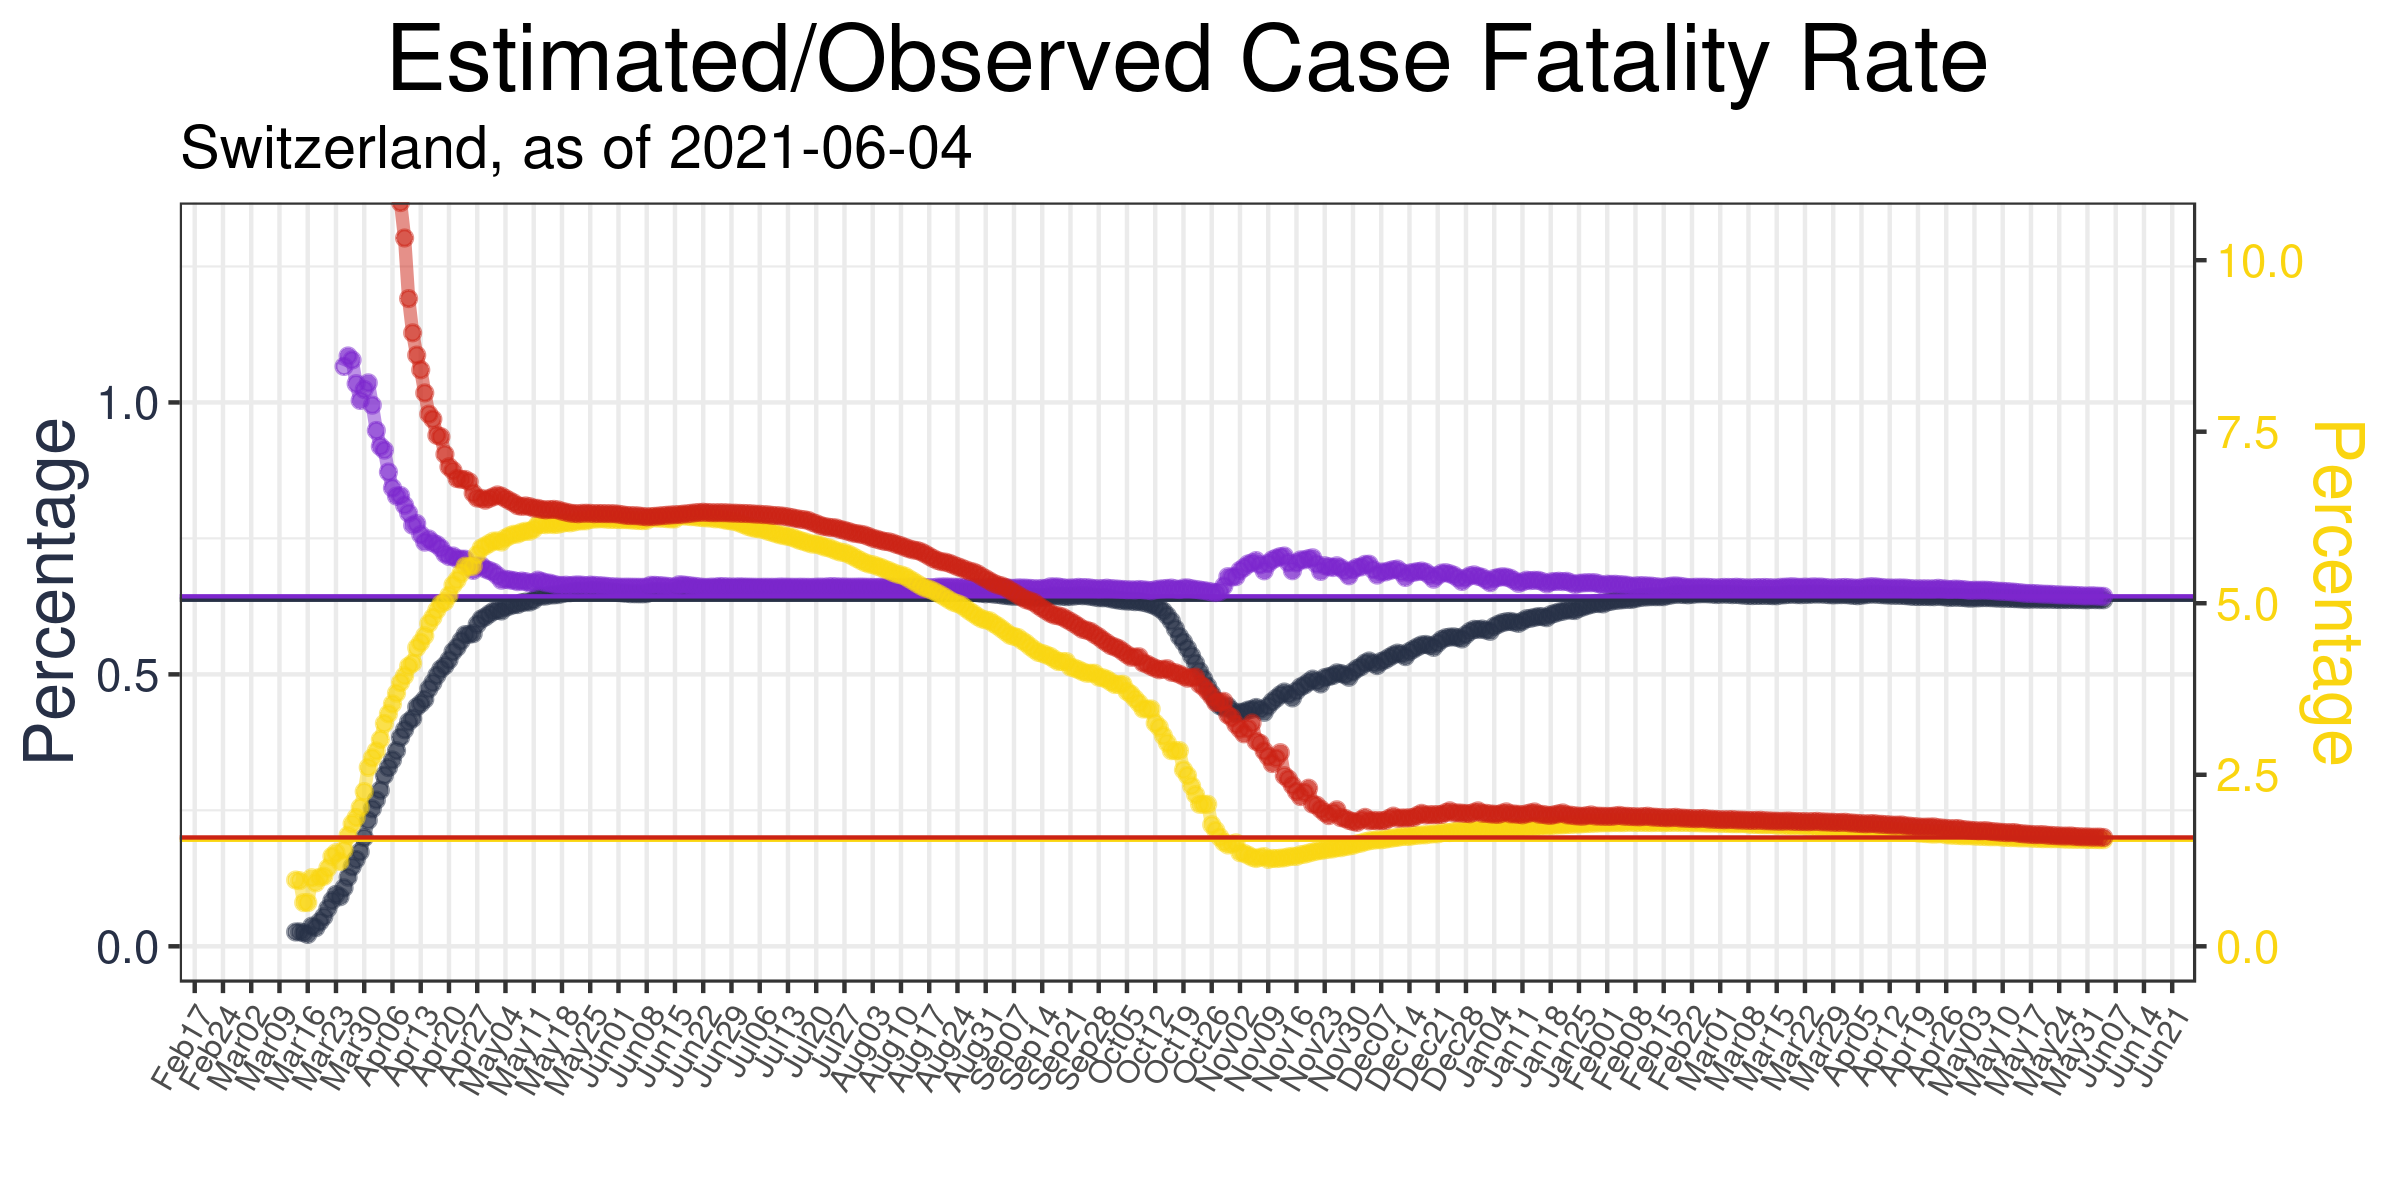 Estimated/Observed Case Fatality Rate
Switzerland, as of 2021-06-04
Percentage
1.0
0.5
0.0
10.0
7.5
5.0
2.5
0.0
Percentage
Feb17
Feb24
Mar02
Mar09
Mar16
Mar23
Mar30
Apr06
Apr13
Apr20
Apr27
May04
May11
May18
May25
Jun01
Jun08
Jun15
Jun22
Jun29
Jul06
Jul13
Jul20
Jul27
Aug03
Aug10
Aug17
Aug24
Aug31
Sep07
Sep14
Sep21
Sep28
Oct05
Oct12
Oct19
Oct26
Nov02
Nov09
Nov16
Nov23
Nov30
Dec07
Dec14
Dec21
Dec28
Jan04
Jan11
Jan18
Jan25
Feb01
Feb08
Feb15
Feb22
Mar01
Mar08
Mar15
Mar22
Mar29
Apr05
Apr12
Apr19
Apr26
May03
May10
May17
May24
May31
Jun07
Jun14
Jun21